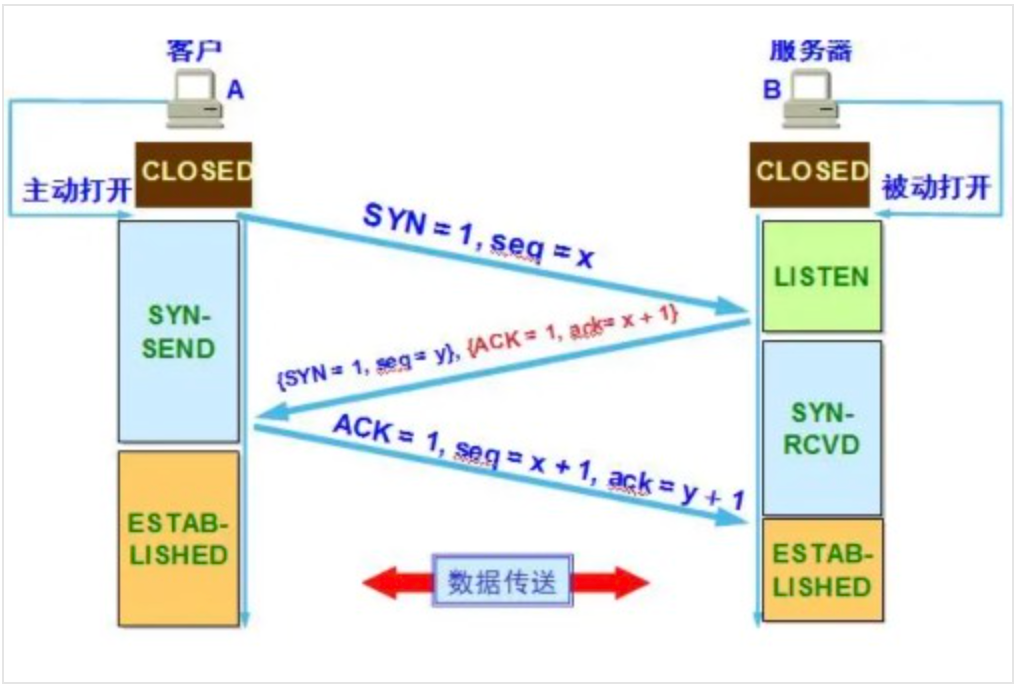 客户
服务器
A
B
CLOSED
CLOSED
主动打开
被动打开
SYN = 1, seq = x
LISTEN
SYN-
SEND
{SYN = 1, seq = y}, {ACK = 1, ack= x + 1}
SYN-
RCVD
ACK = 1, seq = x + 1, ack = y + 1
ESTAB-
LISHED
ESTAB-
LISHED
数据传送